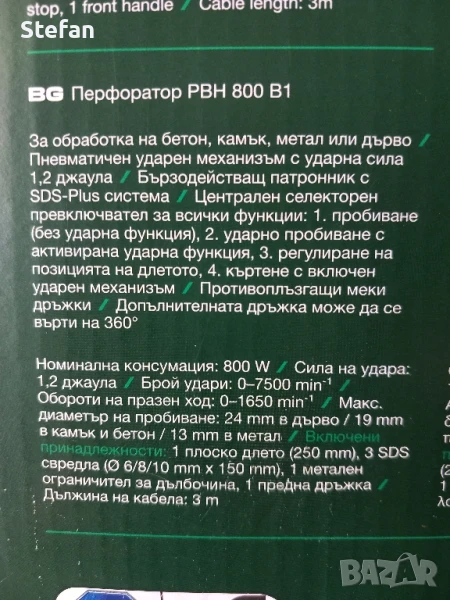 stop, 1 front handle / Cable length: 3m
Stefan
BG Перфоратор PBH 800 B1
За обработка на бетон, камък, метал или дърво /
Пневматичен ударен механизъм с ударна сила
1,2 джаула / Бързодействащ патронник с
SDS-Plus система / Централен селекторен
превключвател за всички функции: 1. пробиване
(без ударна функция), 2. ударно пробиване с
активирана ударна функция, 3. регулиране на
позицията на длетото, 4. къртене с включен
ударен механизъм / Противоплъзгащи меки
дръжки / Допълнителната дръжка може да се
върти на 360°
Номинална консумация: 800 W / Сила на удара:
1,2 джаула / Брой удари: 0–7500 min⁻¹ /
Обороти на празен ход: 0–1650 min⁻¹ / Макс.
диаметър на пробиване: 24 mm в дърво / 19 mm
в камък и бетон / 13 mm в метал / Включени
принадлежности: 1 плоско длето (250 mm), 3 SDS
свредла (Ø 6/8/10 mm x 150 mm), 1 метален
ограничител за дълбочина, 1 предна дръжка /
Дължина на кабела: 3 m
BAZAR